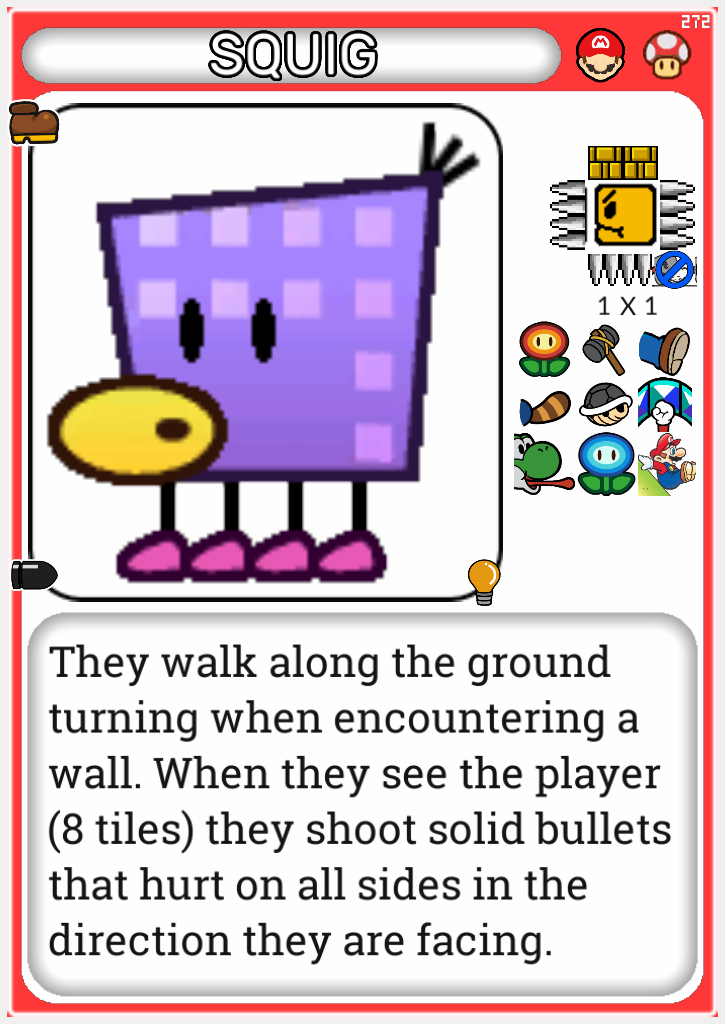 272
SQUIG
1 X 1
They walk along the ground
turning when encountering a
wall. When they see the player
(8 tiles) they shoot solid bullets
that hurt on all sides in the
direction they are facing.